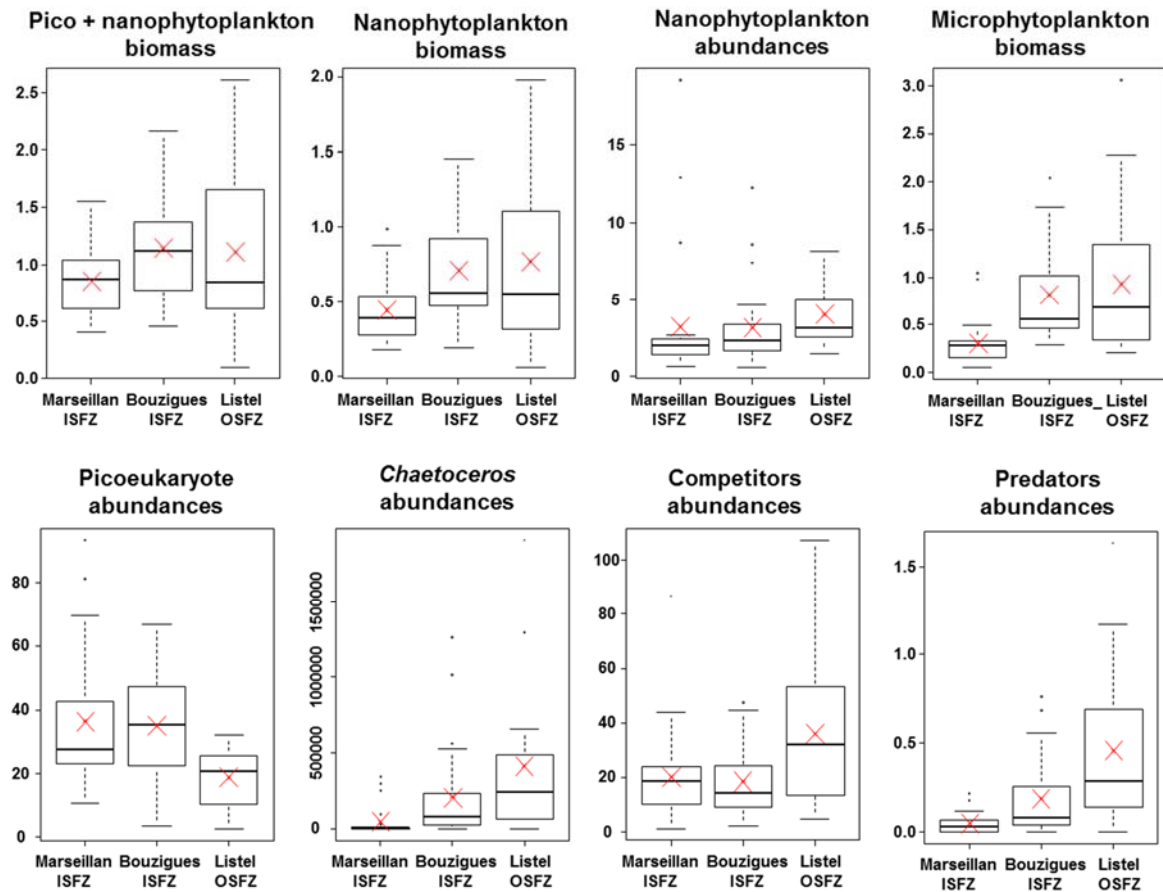 Pico + nanophytoplankton
biomass
Nanophytoplankton
biomass
Nanophytoplankton
abundances
Microphytoplankton
biomass
2.5
2.0
1.5
1.0
0.5
0.0
2.0
1.5
1.0
0.5
0.0
15
10
5
0
3.0
2.5
2.0
1.5
1.0
0.5
0.0
Marseillan Bouzigues Listel
ISFZ ISFZ OSFZ
Marseillan Bouzigues Listel
ISFZ ISFZ OSFZ
Marseillan Bouzigues Listel
ISFZ ISFZ OSFZ
Marseillan Bouzigues_ Listel
ISFZ ISFZ OSFZ
Picoeukaryote
abundances
Chaetoceros
abundances
Competitors
abundances
Predators
abundances
80
60
40
20
0
1500000
1000000
500000
0
100
80
60
40
20
0
1.5
1.0
0.5
0.0
Marseillan Bouzigues Listel
ISFZ ISFZ OSFZ
Marseillan Bouzigues Listel
ISFZ ISFZ OSFZ
Marseillan Bouzigues Listel
ISFZ ISFZ OSFZ
Marseillan Bouzigues Listel
ISFZ ISFZ OSFZ